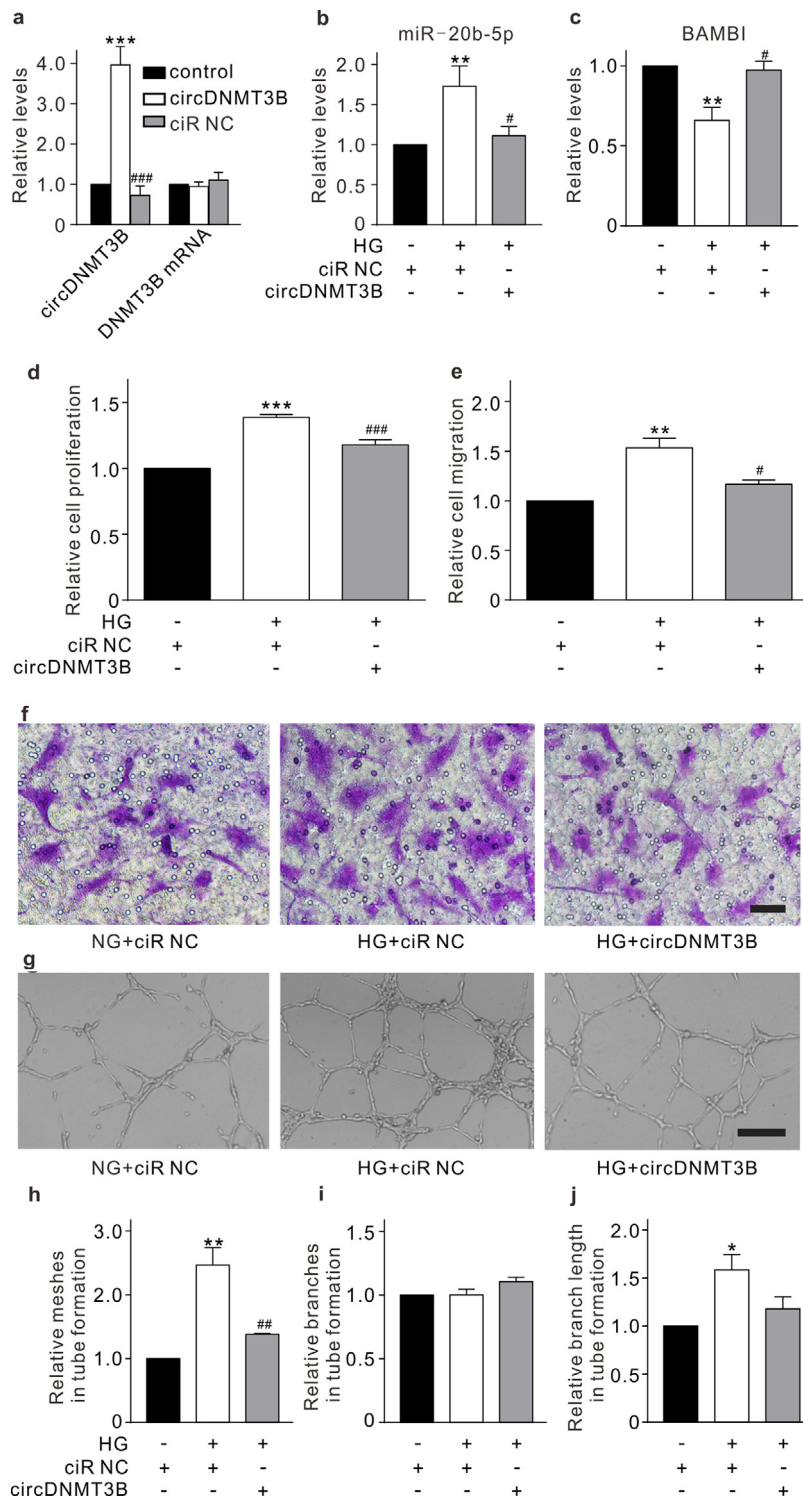 a
Relative levels
4.0
3.0
2.0
1.0
0
***
###
control
circDNMT3B
ciR NC
circDNMT3B
DNMT3B mRNA
b
miR-20b-5p
Relative levels
2.0
1.5
1.0
0.5
0
**
#
HG - + +
ciR NC + + -
circDNMT3B - - +
c
BAMBI
Relative levels
1.0
0.5
0
**
#
- + +
+ + -
- - +
d
Relative cell proliferation
1.5
1.0
0.5
0
***
###
HG - + +
ciR NC + + -
circDNMT3B - - +
e
Relative cell migration
2.0
1.5
1.0
0.5
0
**
#
- + +
+ + -
- - +
f
NG+ciR NC
HG+ciR NC
HG+circDNMT3B
g
NG+ciR NC
HG+ciR NC
HG+circDNMT3B
h
Relative meshes
in tube formation
3.0
2.0
1.0
0
**
##
HG - + +
ciR NC + + -
circDNMT3B - - +
i
Relative branches
in tube formation
1.5
1.0
0.5
0
- + +
+ + -
- - +
j
Relative branch length
in tube formation
2.0
1.5
1.0
0.5
0
*
- + +
+ + -
- - +